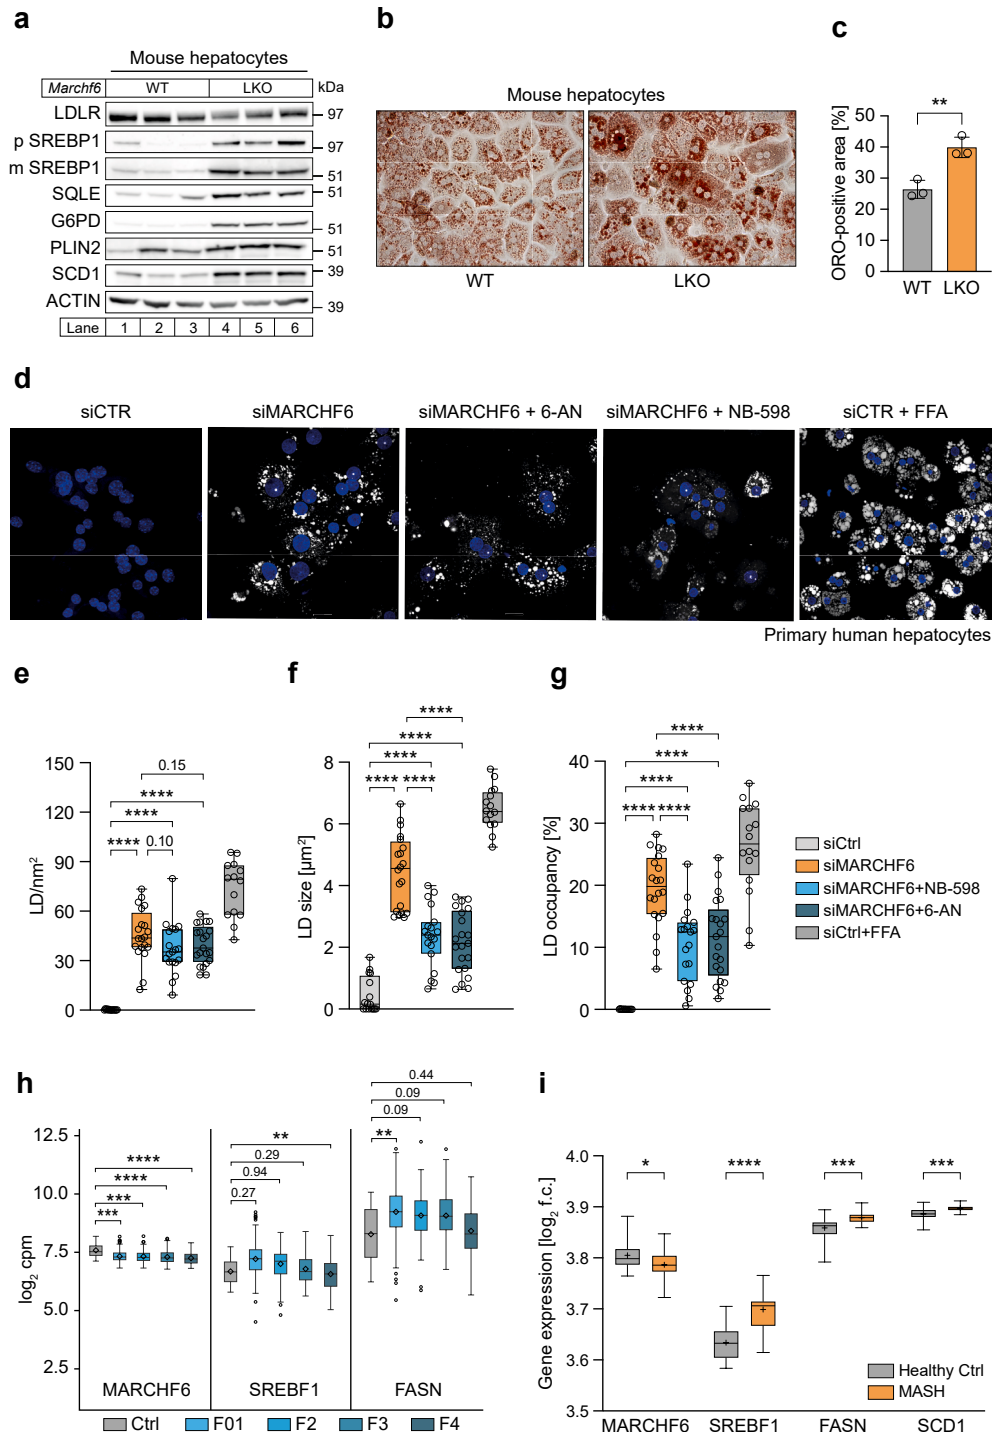 a
Mouse hepatocytes
Marchf6 WT LKO kDa
LDLR 97
p SREBP1 97
m SREBP1 51
SQLE 51
G6PD 51
PLIN2 51
SCD1 39
ACTIN 39
Lane 1 2 3 4 5 6
b
Mouse hepatocytes
WT LKO
c
ORO-positive area [%]
50
40
30
20
10
0
**
WT LKO
d
siCTR siMARCHF6 siMARCHF6 + 6-AN siMARCHF6 + NB-598 siCTR + FFA
Primary human hepatocytes
e
LD/nm²
150
120
90
60
30
0
0.15
****
****
**** 0.10
f
LD size [µm²]
8
6
4
2
0
****
****
****
**** ****
g
LD occupancy [%]
40
30
20
10
0
****
****
****
**** ****
siCtrl
siMARCHF6
siMARCHF6+NB-598
siMARCHF6+6-AN
siCtrl+FFA
h
log₂ cpm
12.5
10.0
7.5
5.0
2.5
****
****
***
***
**
0.29
0.94
0.27
0.44
0.09
0.09
**
MARCHF6 SREBF1 FASN
Ctrl F01 F2 F3 F4
i
Gene expression [log₂ f.c.]
4.0
3.9
3.8
3.7
3.6
3.5
* **** *** ***
Healthy Ctrl
MASH
MARCHF6 SREBF1 FASN SCD1